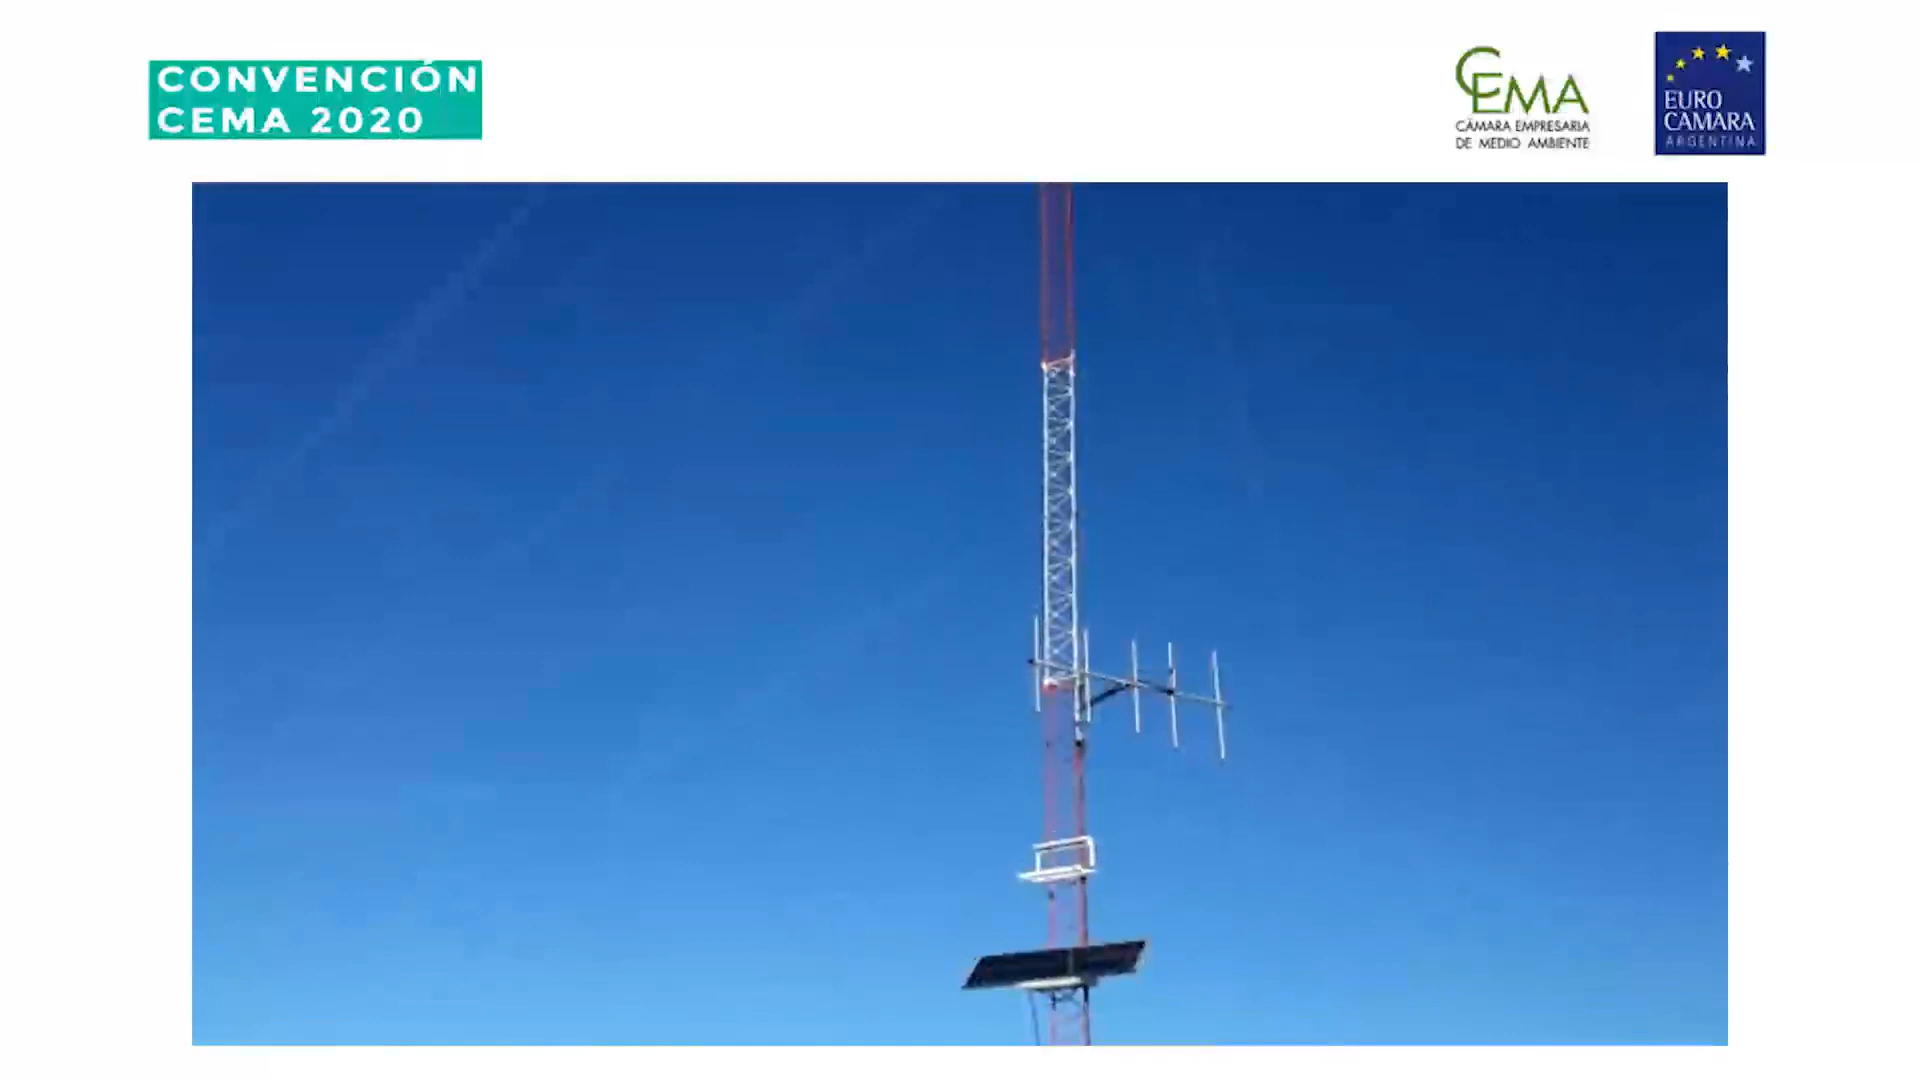 CONVENCIÓN
CEMA 2020
CEMA
CÁMARA EMPRESARIA
DE MEDIO AMBIENTE
EURO
CAMARA
ARGENTINA